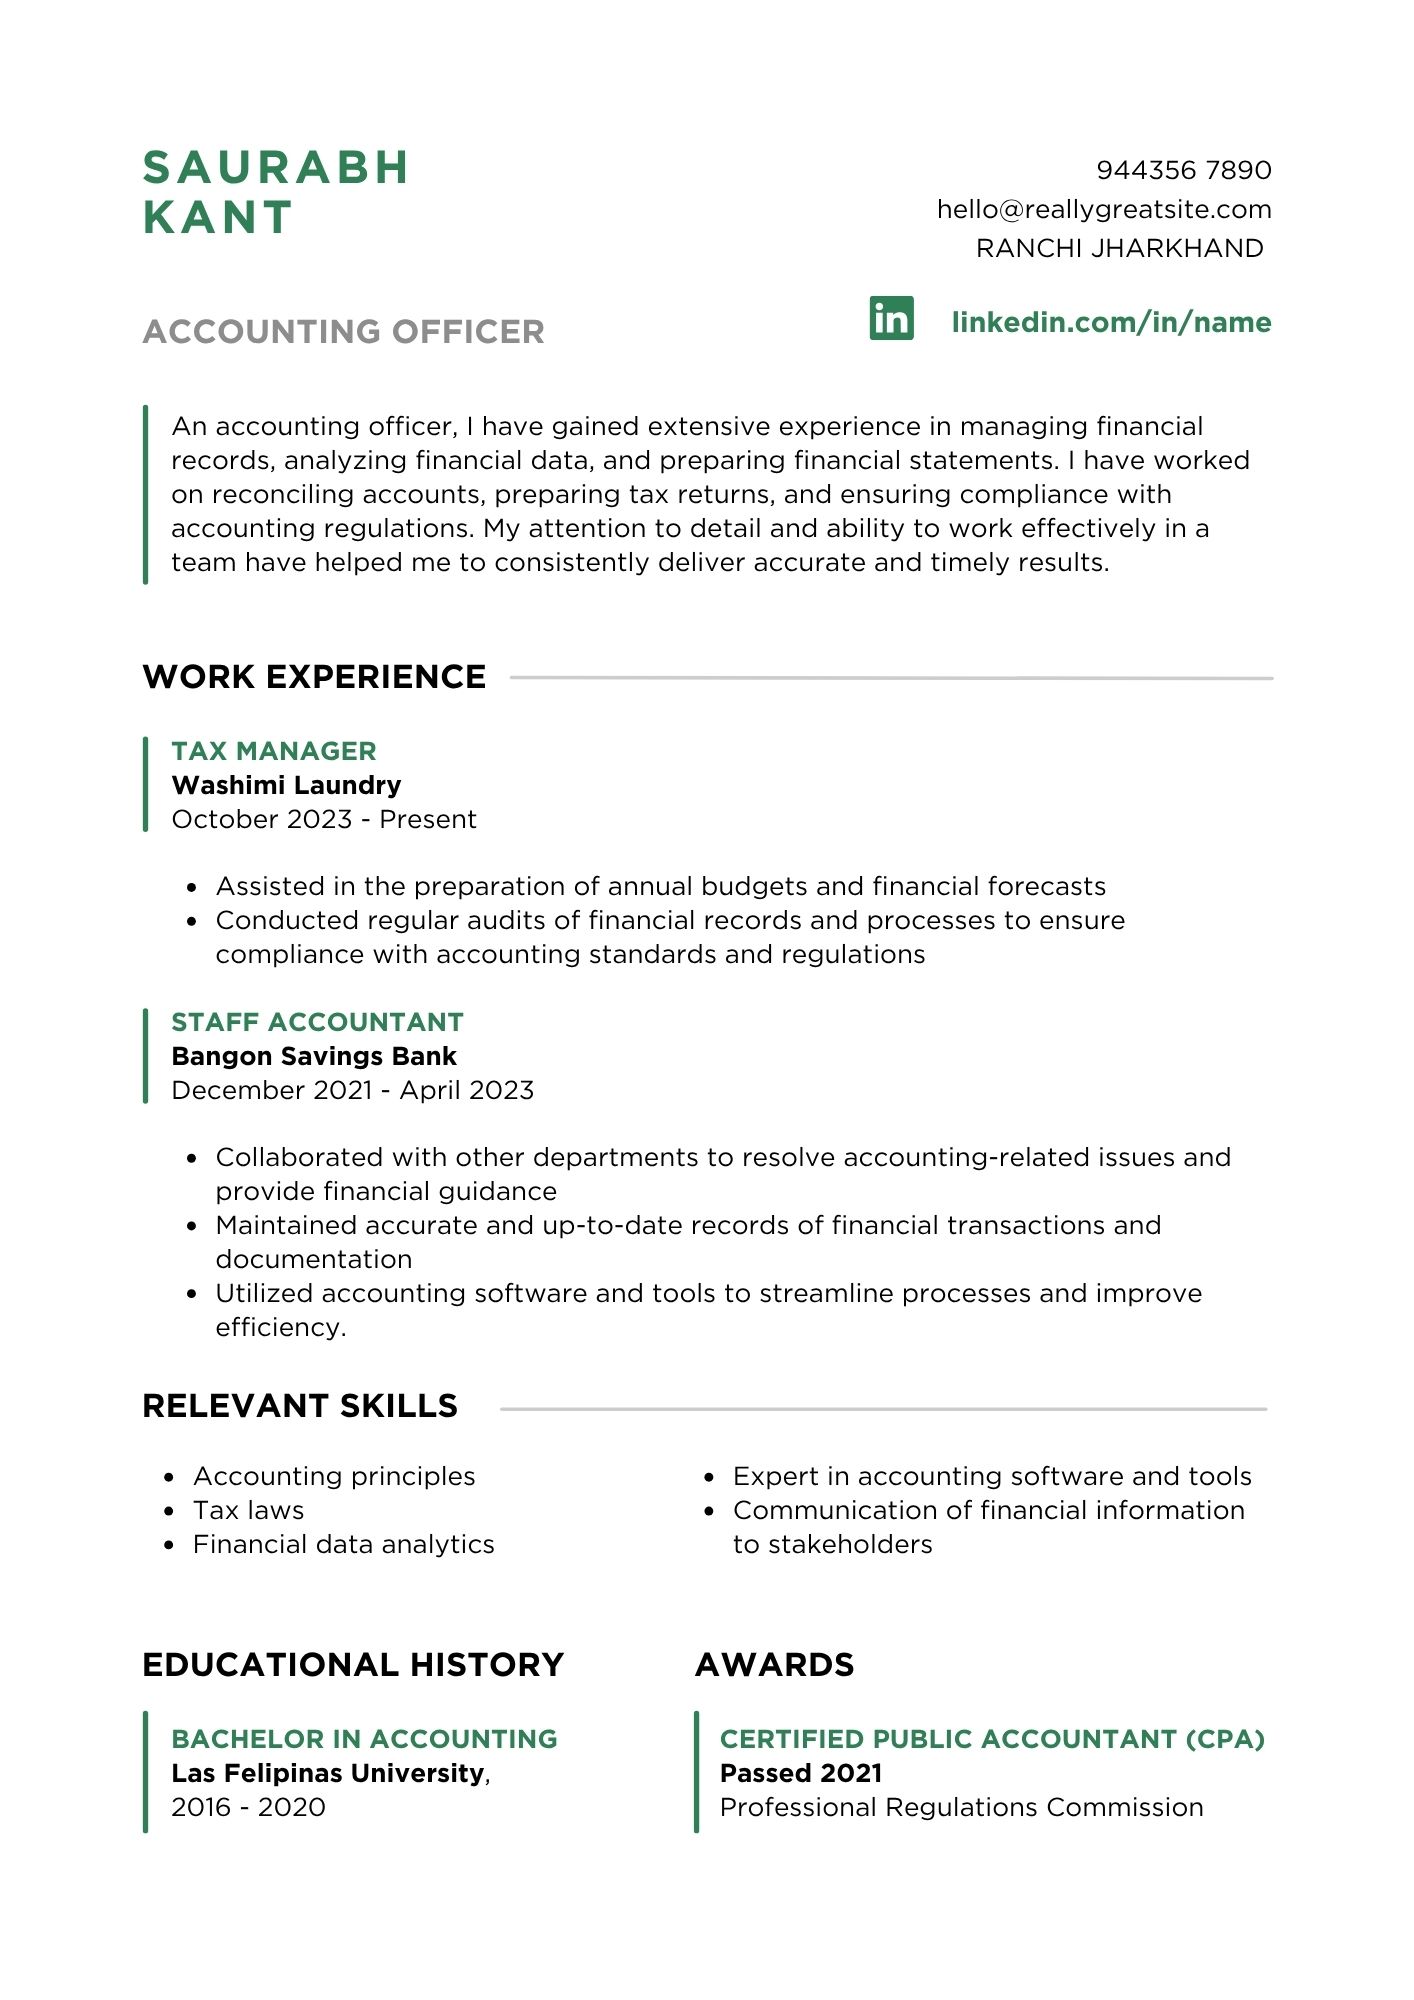 SAURABH
KANT
944356 7890
hello@reallygreatsite.com
RANCHI JHARKHAND
ACCOUNTING OFFICER
in linkedin.com/in/name
An accounting officer, I have gained extensive experience in managing financial
records, analyzing financial data, and preparing financial statements. I have worked
on reconciling accounts, preparing tax returns, and ensuring compliance with
accounting regulations. My attention to detail and ability to work effectively in a
team have helped me to consistently deliver accurate and timely results.
WORK EXPERIENCE
TAX MANAGER
Washimi Laundry
October 2023 - Present
• Assisted in the preparation of annual budgets and financial forecasts
• Conducted regular audits of financial records and processes to ensure
compliance with accounting standards and regulations
STAFF ACCOUNTANT
Bangon Savings Bank
December 2021 - April 2023
• Collaborated with other departments to resolve accounting-related issues and
provide financial guidance
• Maintained accurate and up-to-date records of financial transactions and
documentation
• Utilized accounting software and tools to streamline processes and improve
efficiency.
RELEVANT SKILLS
• Accounting principles
• Tax laws
• Financial data analytics
• Expert in accounting software and tools
• Communication of financial information
to stakeholders
EDUCATIONAL HISTORY
BACHELOR IN ACCOUNTING
Las Felipinas University,
2016 - 2020
AWARDS
CERTIFIED PUBLIC ACCOUNTANT (CPA)
Passed 2021
Professional Regulations Commission